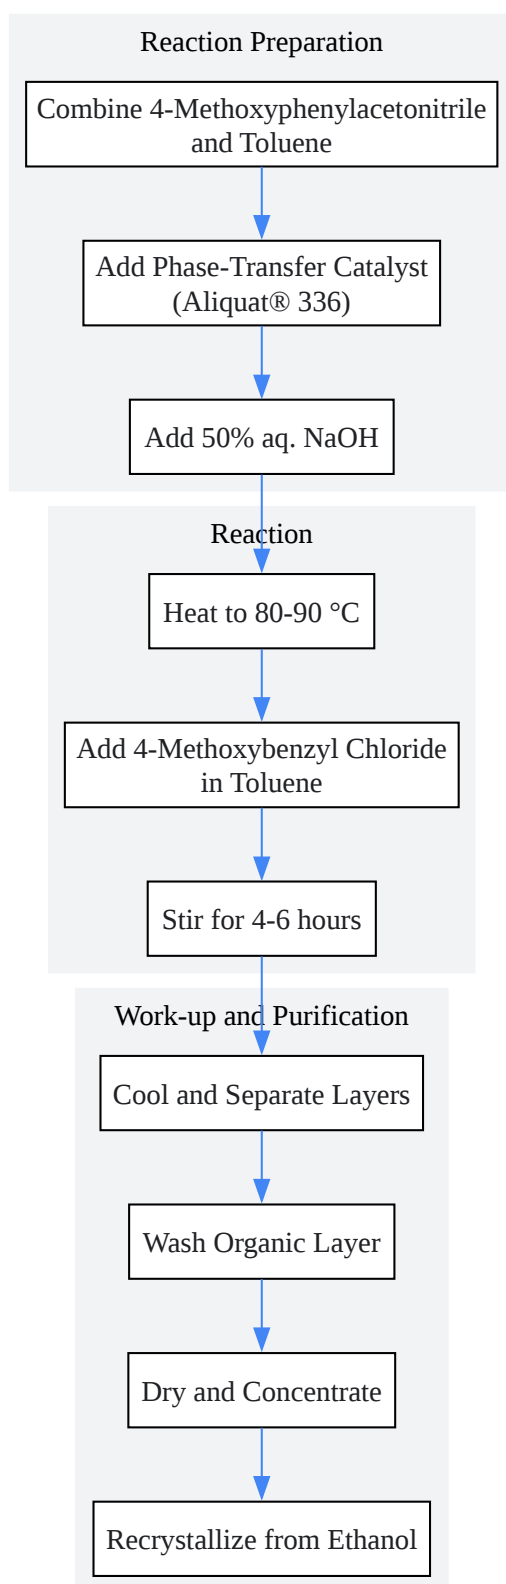 Reaction Preparation
Combine 4-Methoxyphenylacetonitrile
and Toluene
Add Phase-Transfer Catalyst
(Aliquat® 336)
Add 50% aq. NaOH
Reaction
Heat to 80-90 °C
Add 4-Methoxybenzyl Chloride
in Toluene
Stir for 4-6 hours
Work-up and Purification
Cool and Separate Layers
Wash Organic Layer
Dry and Concentrate
Recrystallize from Ethanol